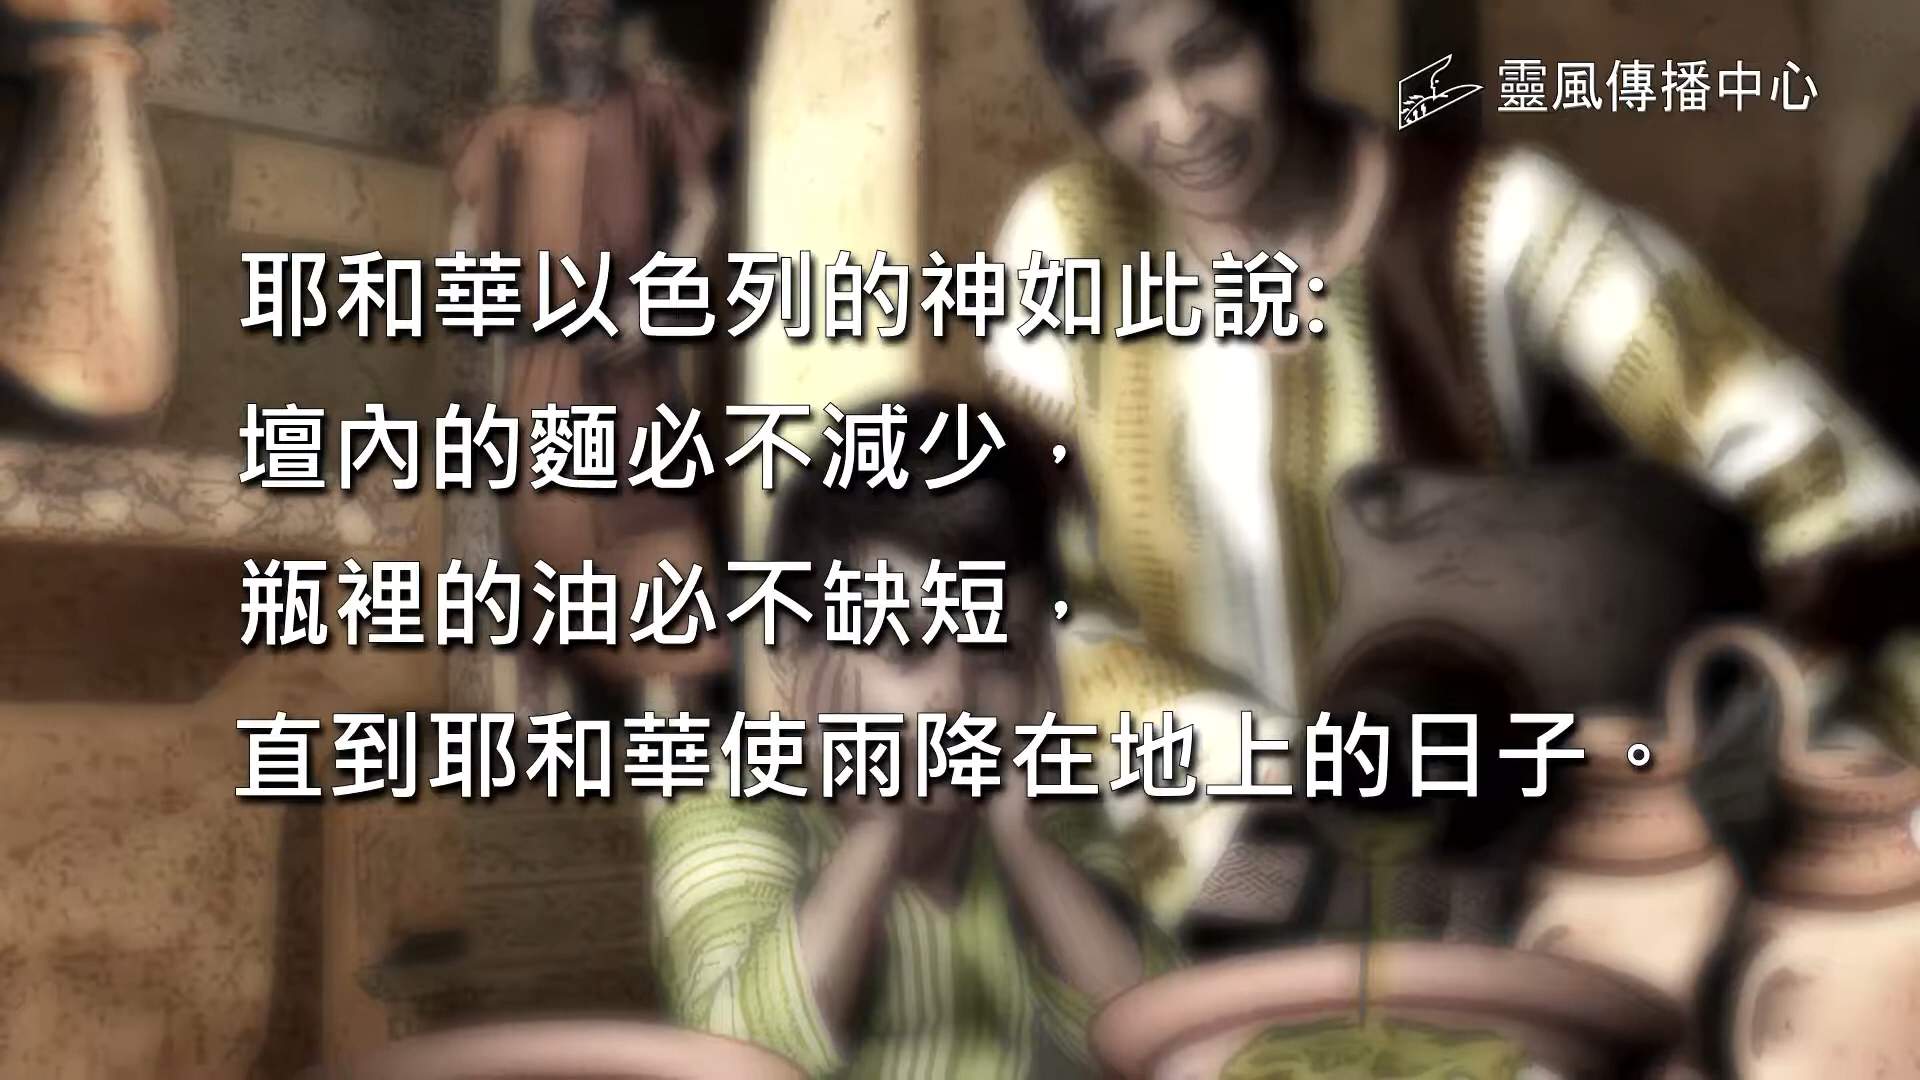 靈風傳播中心
耶和華以色列的神如此說:
壇內的麵必不減少，
瓶裡的油必不缺短，
直到耶和華使雨降在地上的日子。